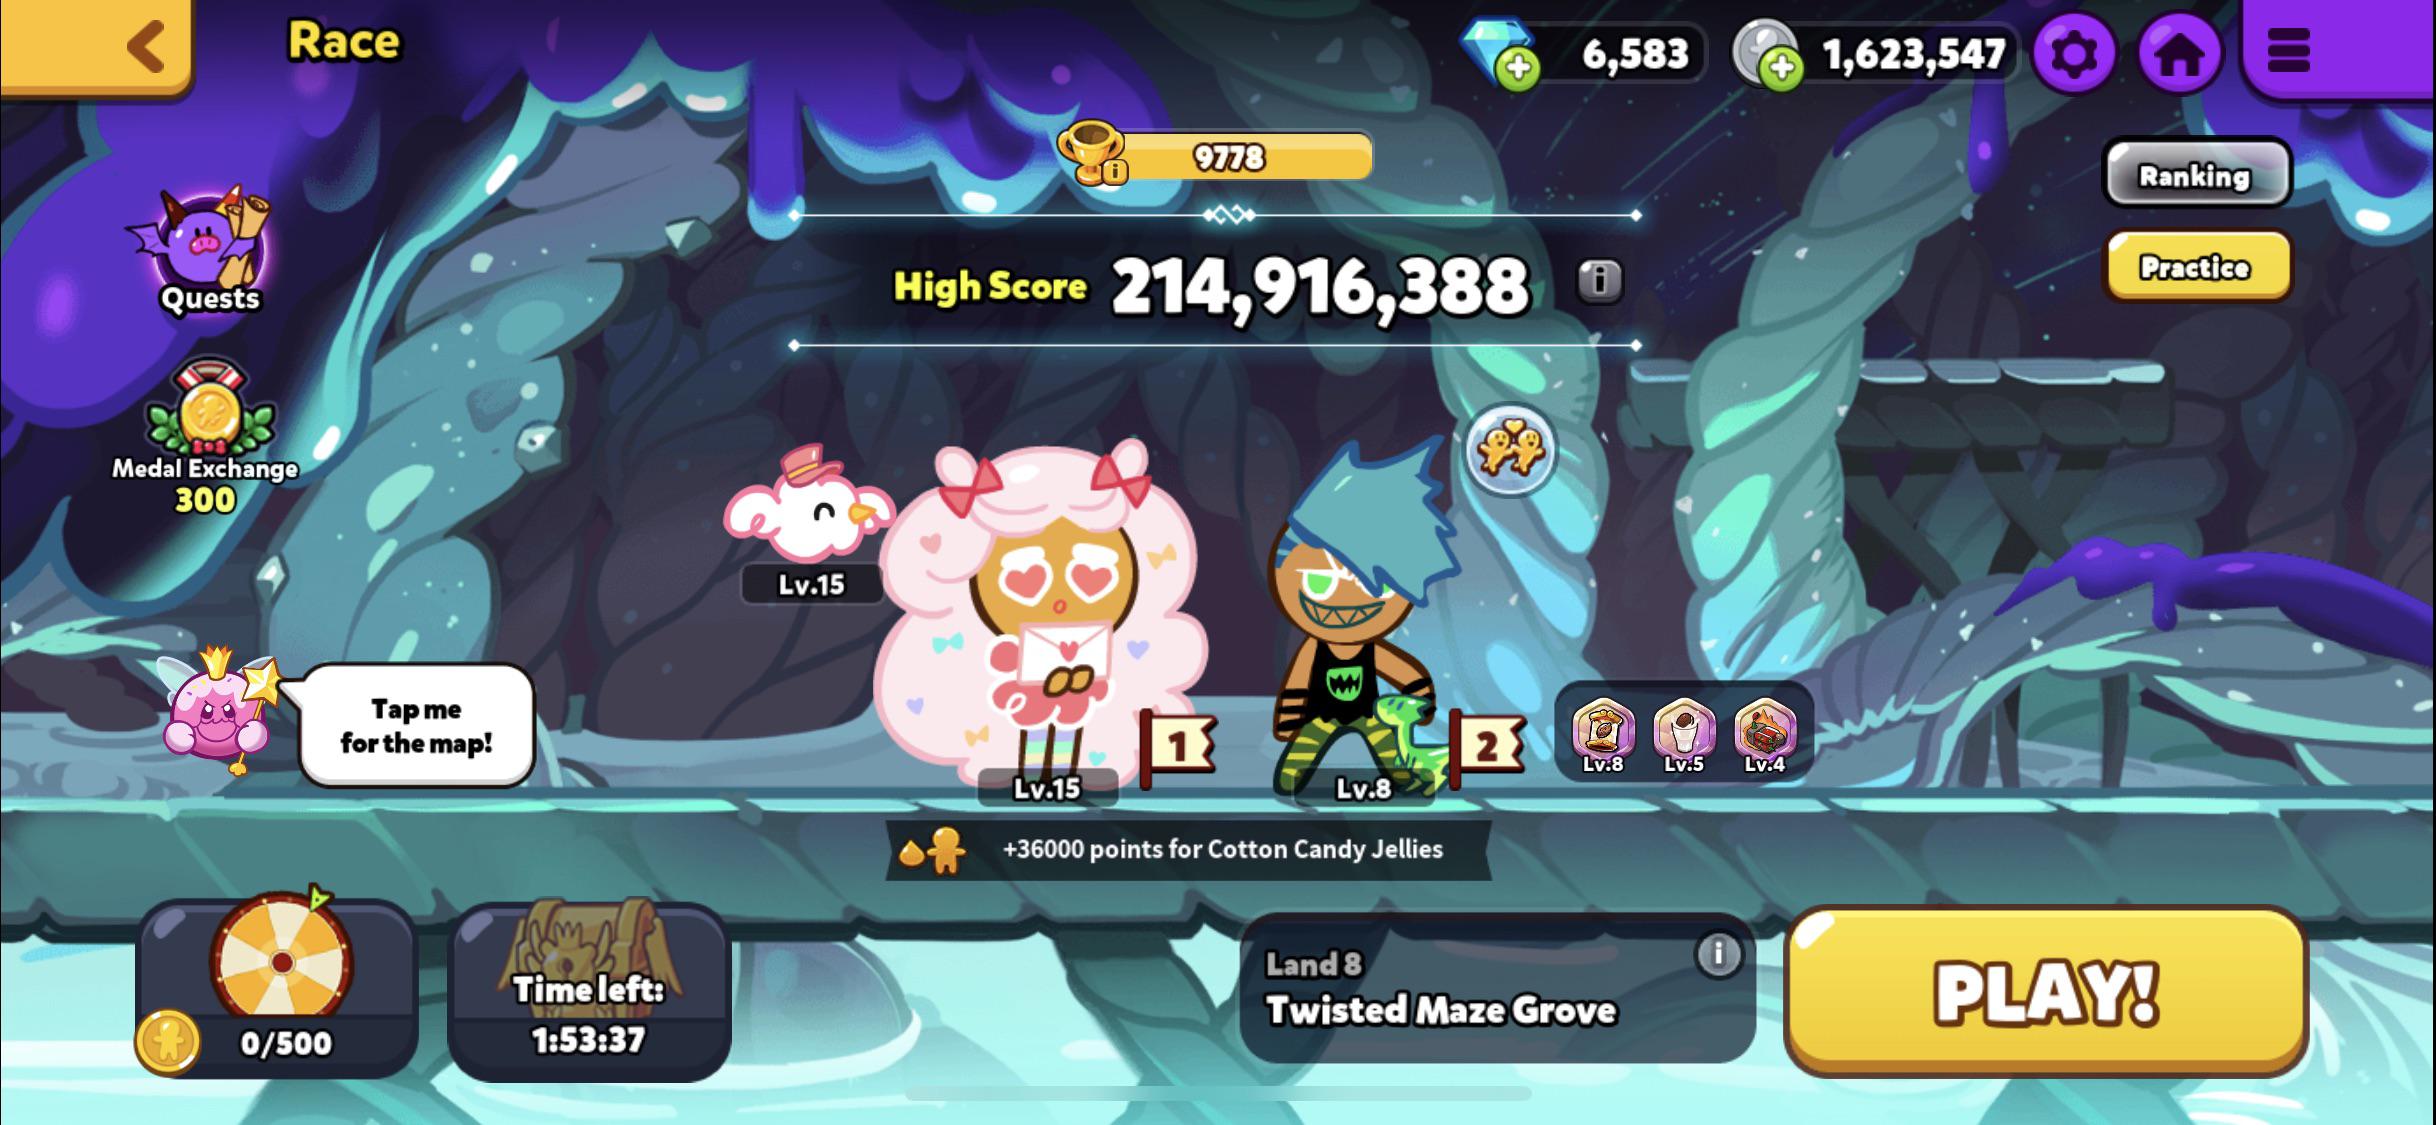 Race
6,583
1,623,547
9778
Ranking
High Score 214,916,388
Practice
Quests
Medal Exchange
300
Lv.15
Tap me
for the map!
1
2
Lv.15
Lv.8
Lv.8
Lv.5
Lv.4
+36000 points for Cotton Candy Jellies
0/500
Time left:
1:53:37
Land 8
Twisted Maze Grove
PLAY!